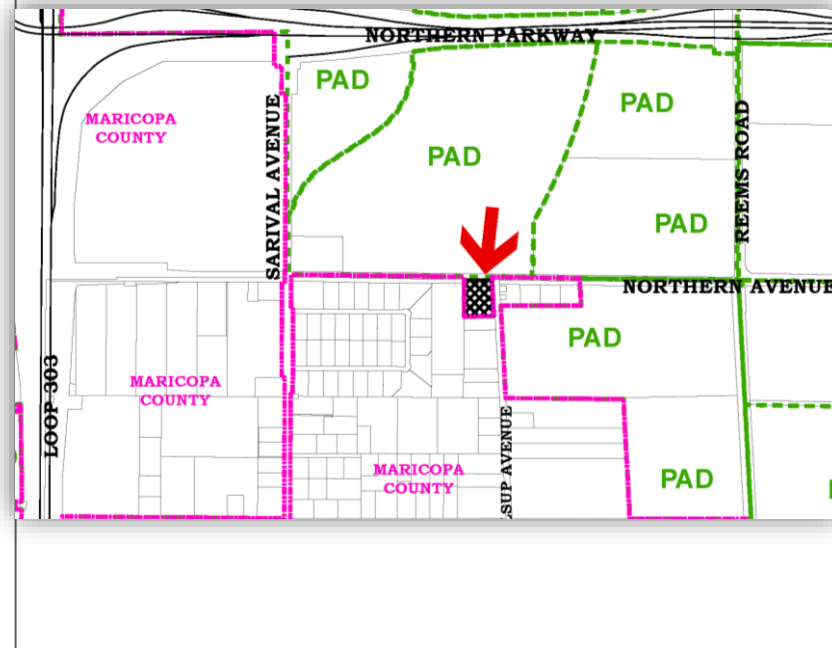 NORTHERN PARKWAY
PAD
PAD
MARICOPA
COUNTY
SARIVAL AVENUE
PAD
REEMS ROAD
PAD
NORTHERN AVENUE
PAD
LOOP 303
MARICOPA
COUNTY
MARICOPA
COUNTY
PAD
AVENUE